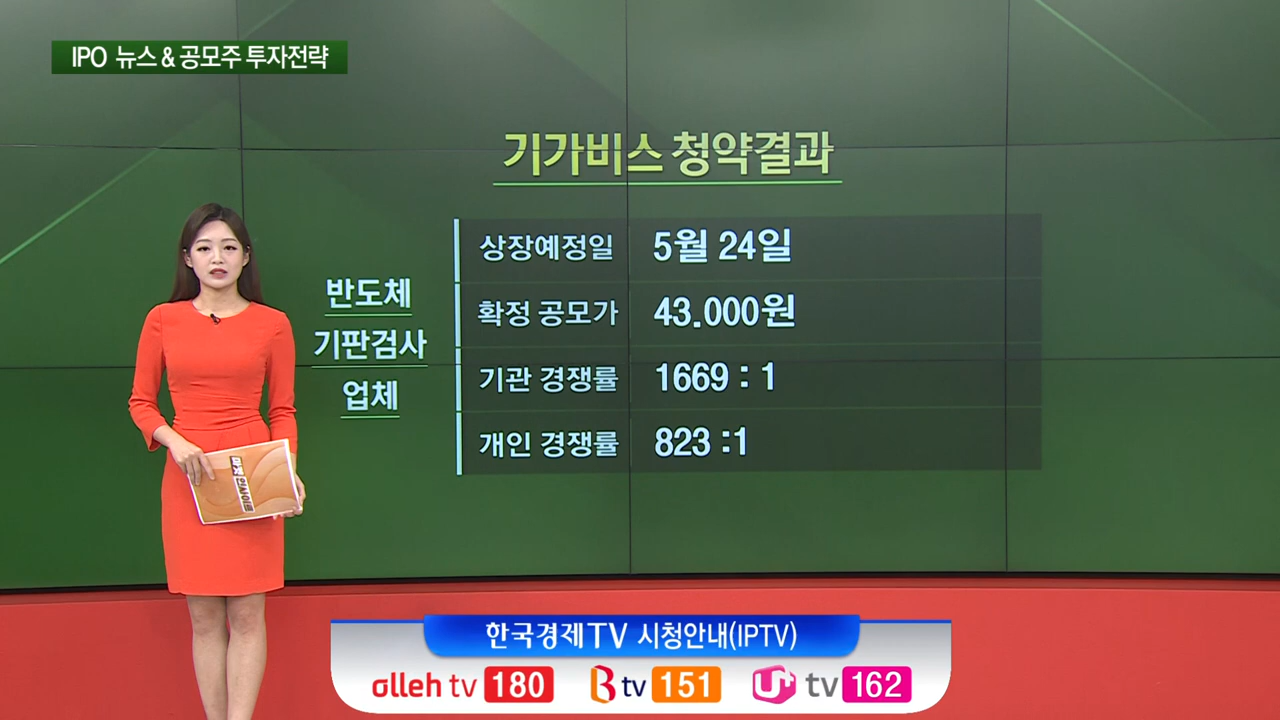 IPO 뉴스 & 공모주 투자전략
기가비스 청약결과
반도체
기판검사
업체
상장예정일 5월 24일
확정 공모가 43.000원
기관 경쟁률 1669 : 1
개인 경쟁률 823 :1
한국경제TV 시청안내(IPTV)
olleh tv 180 B tv 151 U+ tv 162